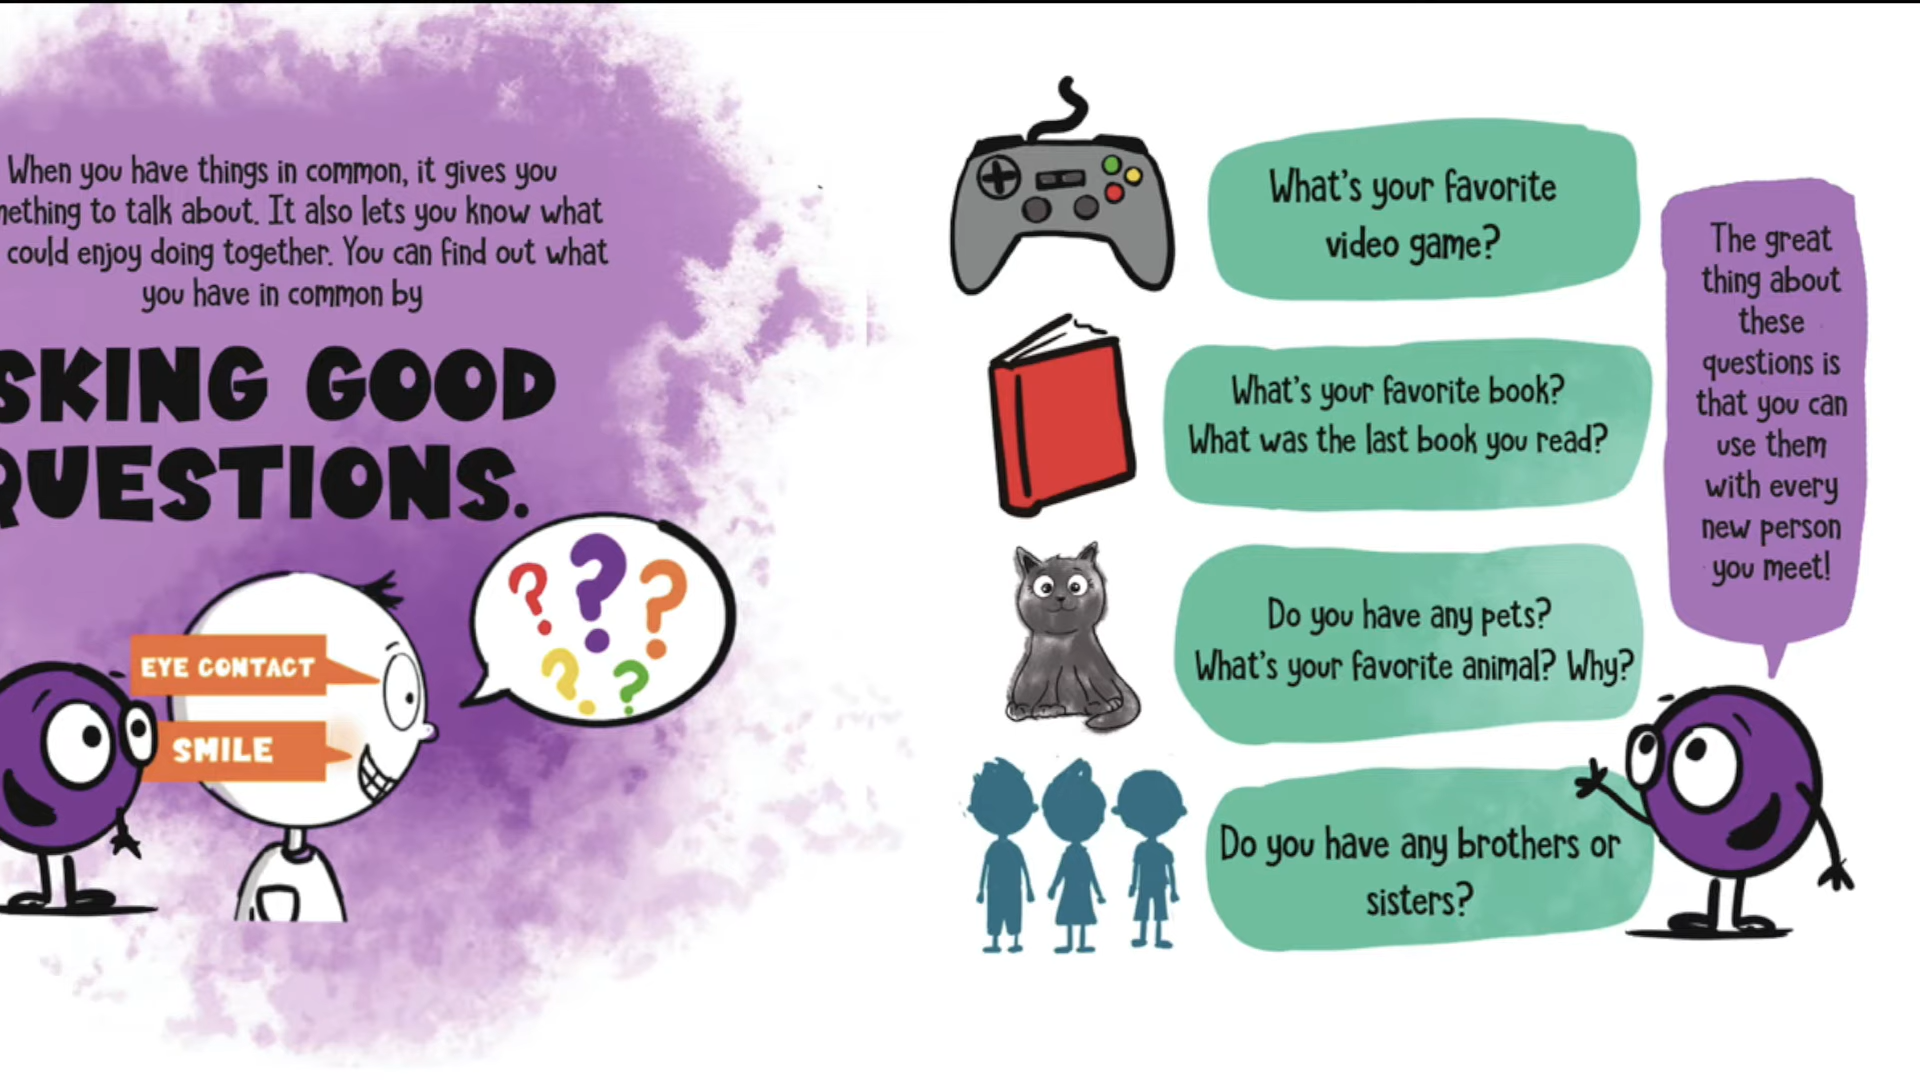 When you have things in common, it gives you
mething to talk about. It also lets you know what
could enjoy doing together. You can find out what
you have in common by
SKING GOOD
QUESTIONS.
EYE CONTACT
SMILE
? ? ? ? ?
What's your favorite
video game?
What's your favorite book?
What was the last book you read?
Do you have any pets?
What's your favorite animal? Why?
Do you have any brothers or
sisters?
The great
thing about
these
questions is
that you can
use them
with every
new person
you meet!